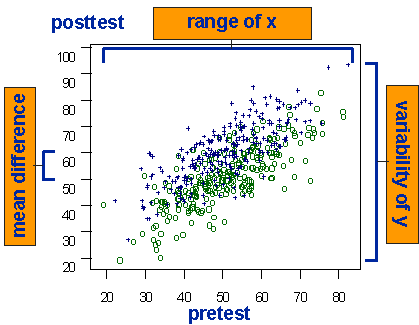 posttest
range of x
mean difference
variability of y
100
90
80
70
60
50
40
30
20
20 30 40 50 60 70 80
pretest